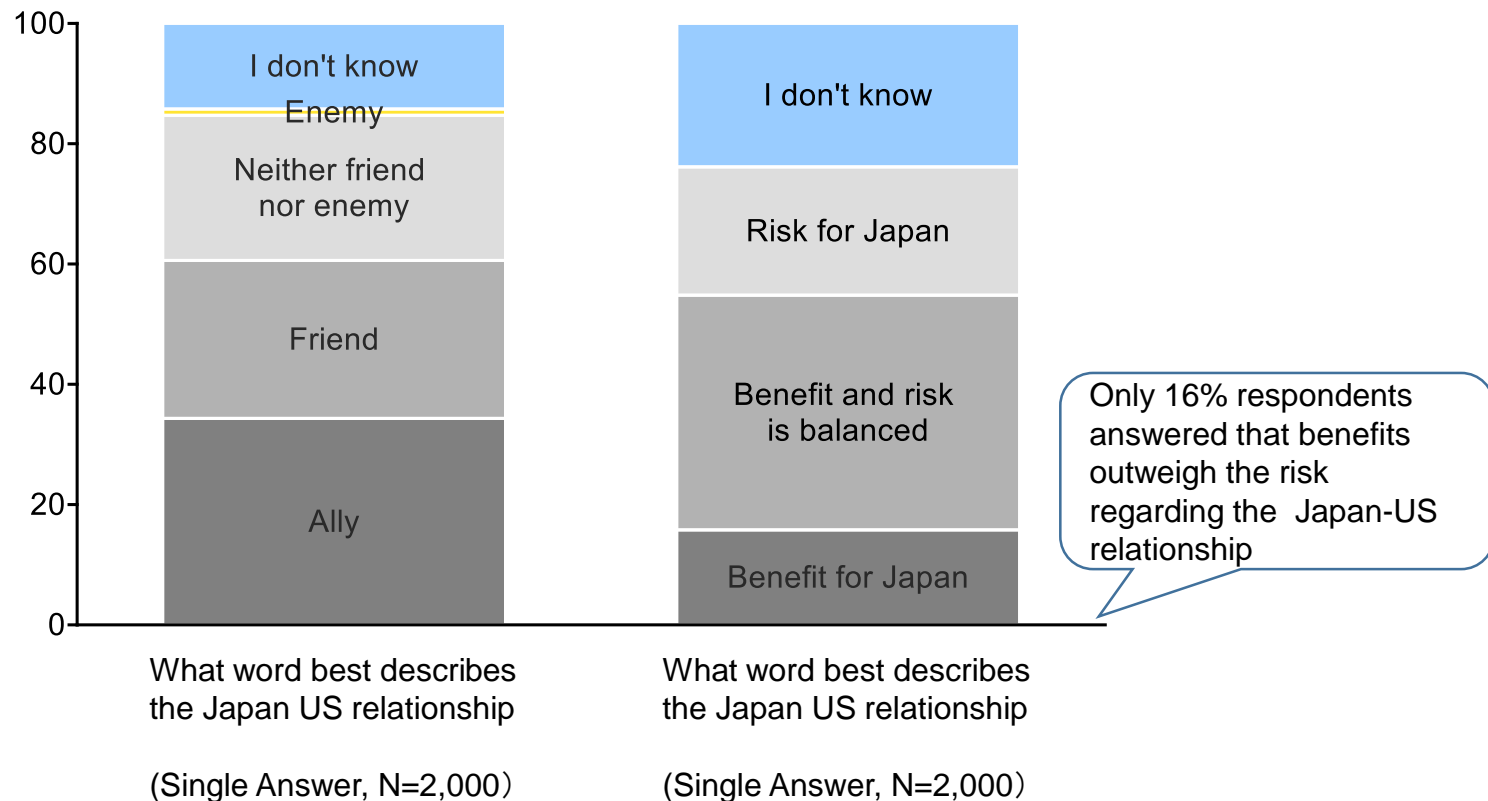 100
80
60
40
20
0
I don't know
Enemy
Neither friend
nor enemy
Friend
Ally
I don't know
Risk for Japan
Benefit and risk
is balanced
Benefit for Japan
Only 16% respondents
answered that benefits
outweigh the risk
regarding the  Japan-US
relationship
What word best describes
the Japan US relationship
(Single Answer, N=2,000）
What word best describes
the Japan US relationship
(Single Answer, N=2,000）